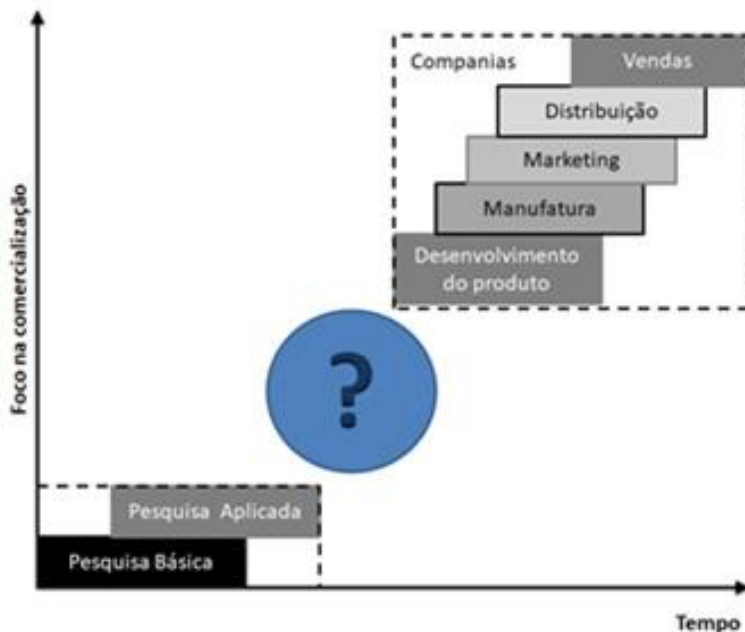 Companias
Vendas
Distribuição
Marketing
Manufatura
Desenvolvimento
do produto
Foco na comercialização
?
Pesquisa Aplicada
Pesquisa Básica
Tempo